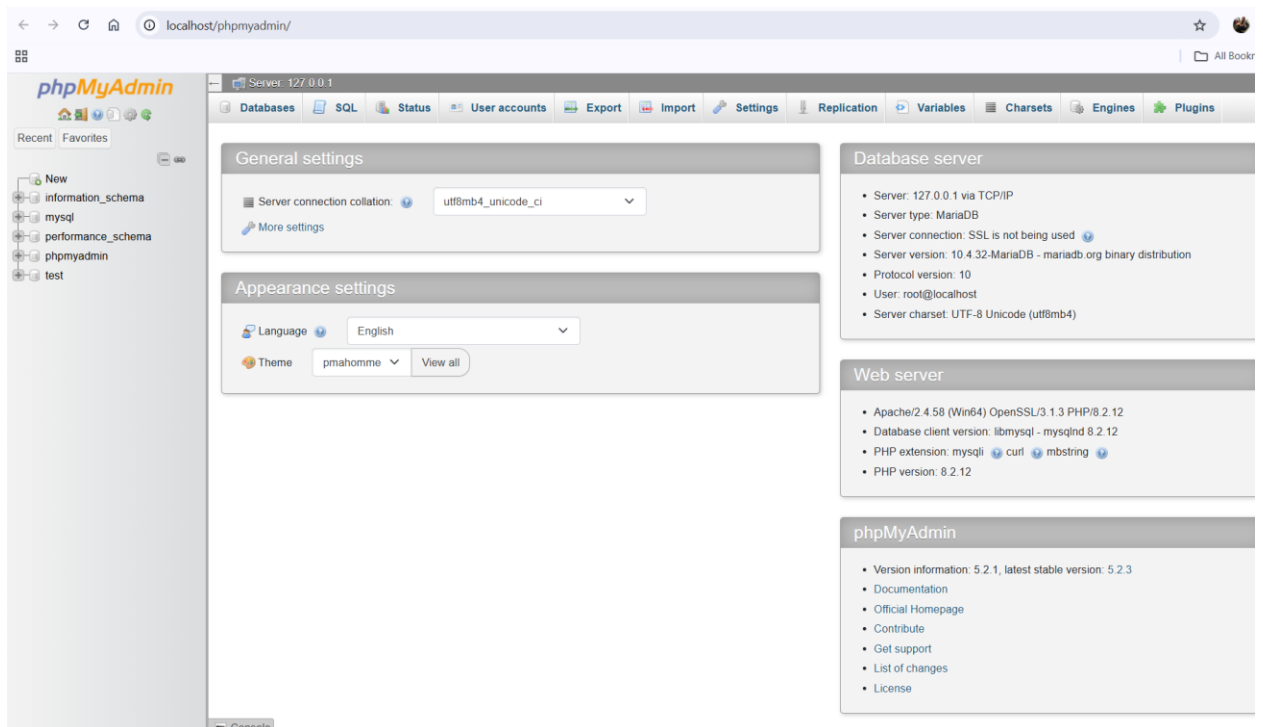 localhost/phpmyadmin/
All Bookr
phpMyAdmin
Recent Favorites
New
information_schema
mysql
performance_schema
phpmyadmin
test
Server: 127.0.0.1
Databases SQL Status User accounts Export Import Settings Replication Variables Charsets Engines Plugins
General settings
Server connection collation: utf8mb4_unicode_ci
More settings
Appearance settings
Language English
Theme pmahomme View all
Database server
Server: 127.0.0.1 via TCP/IP
Server type: MariaDB
Server connection: SSL is not being used
Server version: 10.4.32-MariaDB - mariadb.org binary distribution
Protocol version: 10
User: root@localhost
Server charset: UTF-8 Unicode (utf8mb4)
Web server
Apache/2.4.58 (Win64) OpenSSL/3.1.3 PHP/8.2.12
Database client version: libmysql - mysqlnd 8.2.12
PHP extension: mysqli curl mbstring
PHP version: 8.2.12
phpMyAdmin
Version information: 5.2.1, latest stable version: 5.2.3
Documentation
Official Homepage
Contribute
Get support
List of changes
License
Console